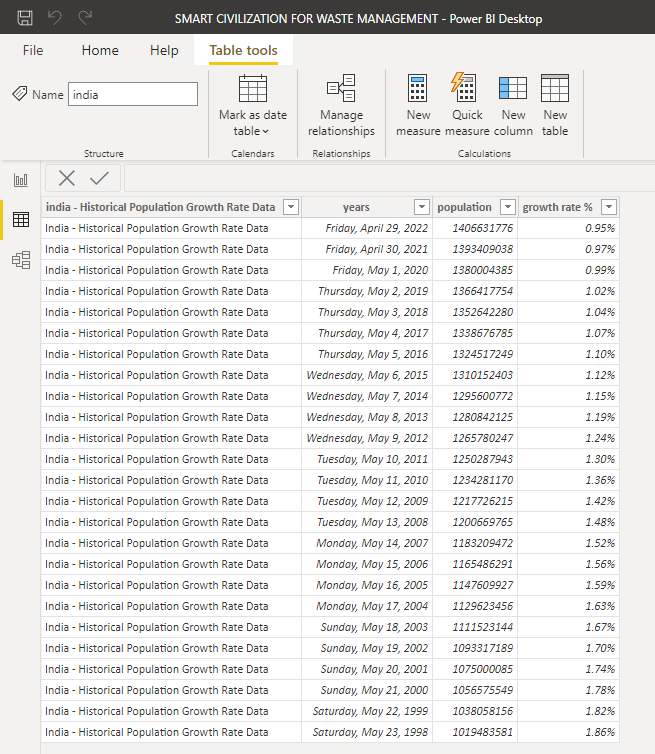 SMART CIVILIZATION FOR WASTE MANAGEMENT - Power BI Desktop
File Home Help Table tools
Name india
Mark as date table
Manage relationships
New measure
Quick measure
New column
New table
Structure Calendars Relationships Calculations
india - Historical Population Growth Rate Data years population growth rate %
India - Historical Population Growth Rate Data Friday, April 29, 2022 1406631776 0.95%
India - Historical Population Growth Rate Data Friday, April 30, 2021 1393409038 0.97%
India - Historical Population Growth Rate Data Friday, May 1, 2020 1380004385 0.99%
India - Historical Population Growth Rate Data Thursday, May 2, 2019 1366417754 1.02%
India - Historical Population Growth Rate Data Thursday, May 3, 2018 1352642280 1.04%
India - Historical Population Growth Rate Data Thursday, May 4, 2017 1338676785 1.07%
India - Historical Population Growth Rate Data Thursday, May 5, 2016 1324517249 1.10%
India - Historical Population Growth Rate Data Wednesday, May 6, 2015 1310152403 1.12%
India - Historical Population Growth Rate Data Wednesday, May 7, 2014 1295600772 1.15%
India - Historical Population Growth Rate Data Wednesday, May 8, 2013 1280842125 1.19%
India - Historical Population Growth Rate Data Wednesday, May 9, 2012 1265780247 1.24%
India - Historical Population Growth Rate Data Tuesday, May 10, 2011 1250287943 1.30%
India - Historical Population Growth Rate Data Tuesday, May 11, 2010 1234281170 1.36%
India - Historical Population Growth Rate Data Tuesday, May 12, 2009 1217726215 1.42%
India - Historical Population Growth Rate Data Tuesday, May 13, 2008 1200669765 1.48%
India - Historical Population Growth Rate Data Monday, May 14, 2007 1183209472 1.52%
India - Historical Population Growth Rate Data Monday, May 15, 2006 1165486291 1.56%
India - Historical Population Growth Rate Data Monday, May 16, 2005 1147609927 1.59%
India - Historical Population Growth Rate Data Monday, May 17, 2004 1129623456 1.63%
India - Historical Population Growth Rate Data Sunday, May 18, 2003 1111523144 1.67%
India - Historical Population Growth Rate Data Sunday, May 19, 2002 1093317189 1.70%
India - Historical Population Growth Rate Data Sunday, May 20, 2001 1075000085 1.74%
India - Historical Population Growth Rate Data Sunday, May 21, 2000 1056575549 1.78%
India - Historical Population Growth Rate Data Saturday, May 22, 1999 1038058156 1.82%
India - Historical Population Growth Rate Data Saturday, May 23, 1998 1019483581 1.86%